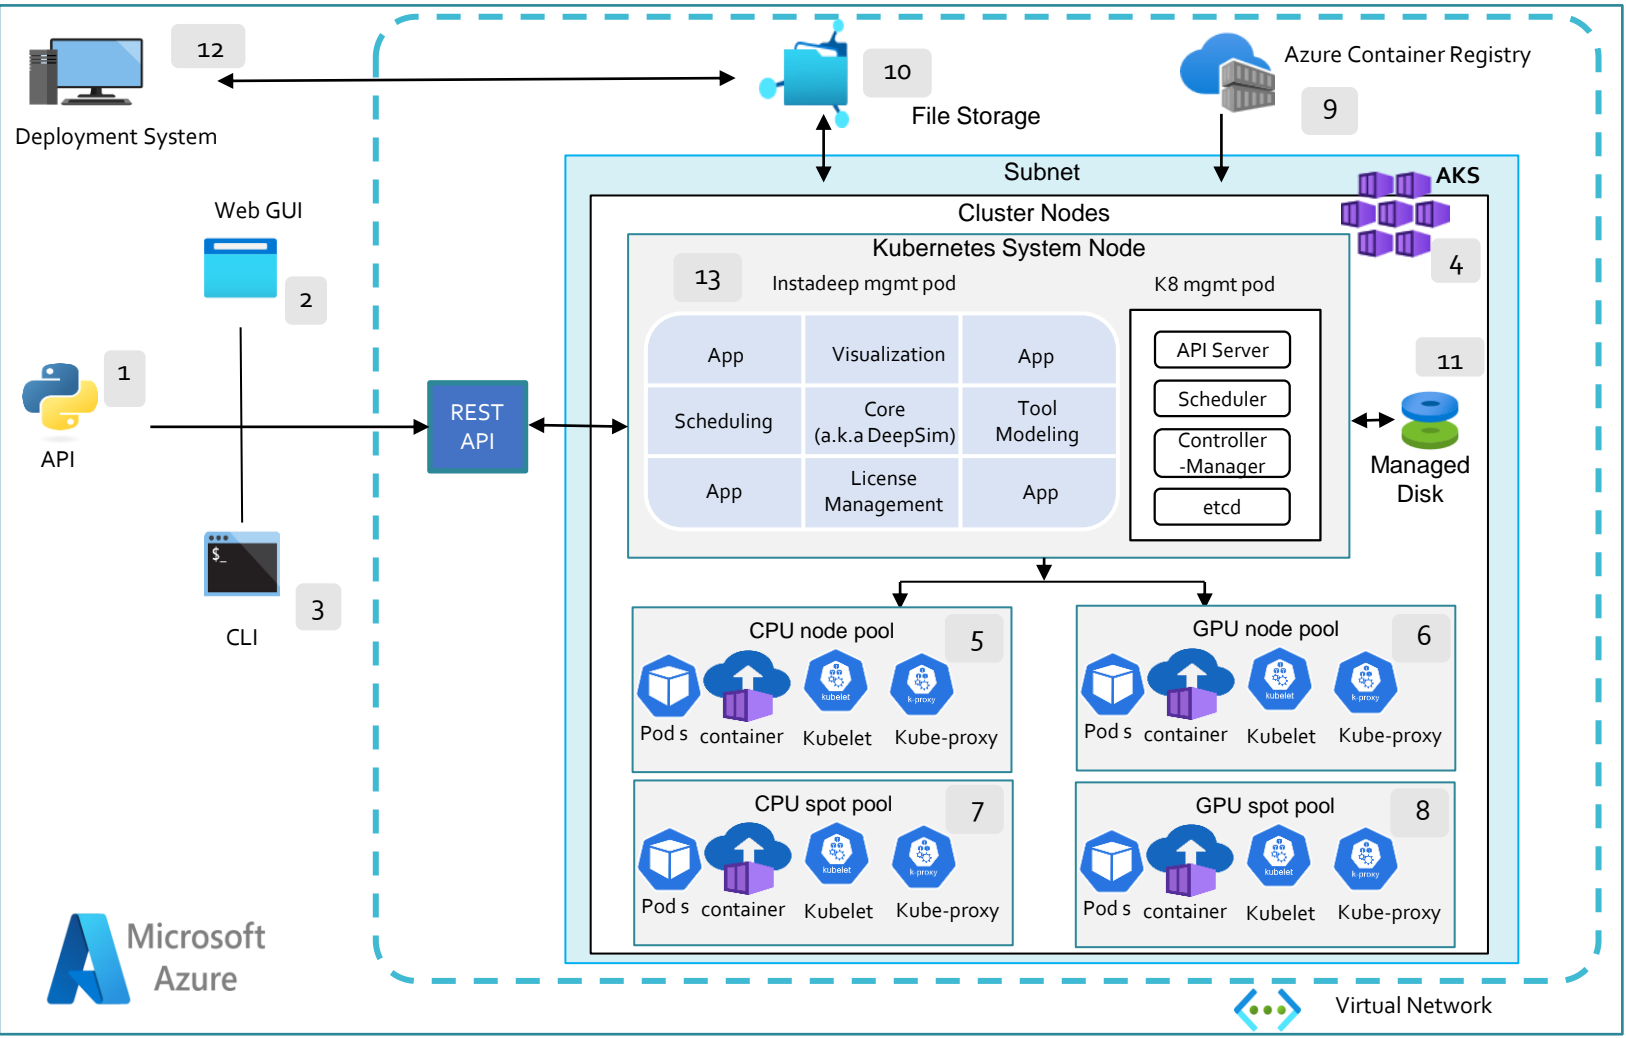 12
10
Azure Container Registry
9
File Storage
Deployment System
Subnet
AKS
Web GUI
Cluster Nodes
Kubernetes System Node
4
2
13
Instadeep mgmt pod
K8 mgmt pod
App
Visualization
App
API Server
11
1
Scheduling
Core
(a.k.a DeepSim)
Tool
Modeling
Scheduler
REST
API
Controller
-Manager
API
Managed
Disk
App
License
Management
App
etcd
$_
3
CLI
CPU node pool
5
kubelet
k-proxy
Pod s
container
Kubelet
Kube-proxy
GPU node pool
6
kubelet
k-proxy
Pod s
container
Kubelet
Kube-proxy
CPU spot pool
7
kubelet
k-proxy
Pod s
container
Kubelet
Kube-proxy
GPU spot pool
8
kubelet
k-proxy
Pod s
container
Kubelet
Kube-proxy
Microsoft
Azure
Virtual Network